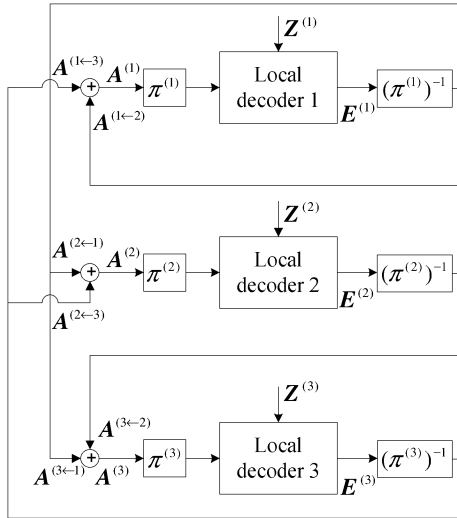 Z^(1)
A^(1←3) A^(1) π^(1) Local decoder 1 E^(1) (π^(1))^−1
A^(1←2)
Z^(2)
A^(2←1) A^(2) π^(2) Local decoder 2 E^(2) (π^(2))^−1
A^(2←3)
Z^(3)
A^(3←2)
A^(3←1) A^(3) π^(3) Local decoder 3 E^(3) (π^(3))^−1